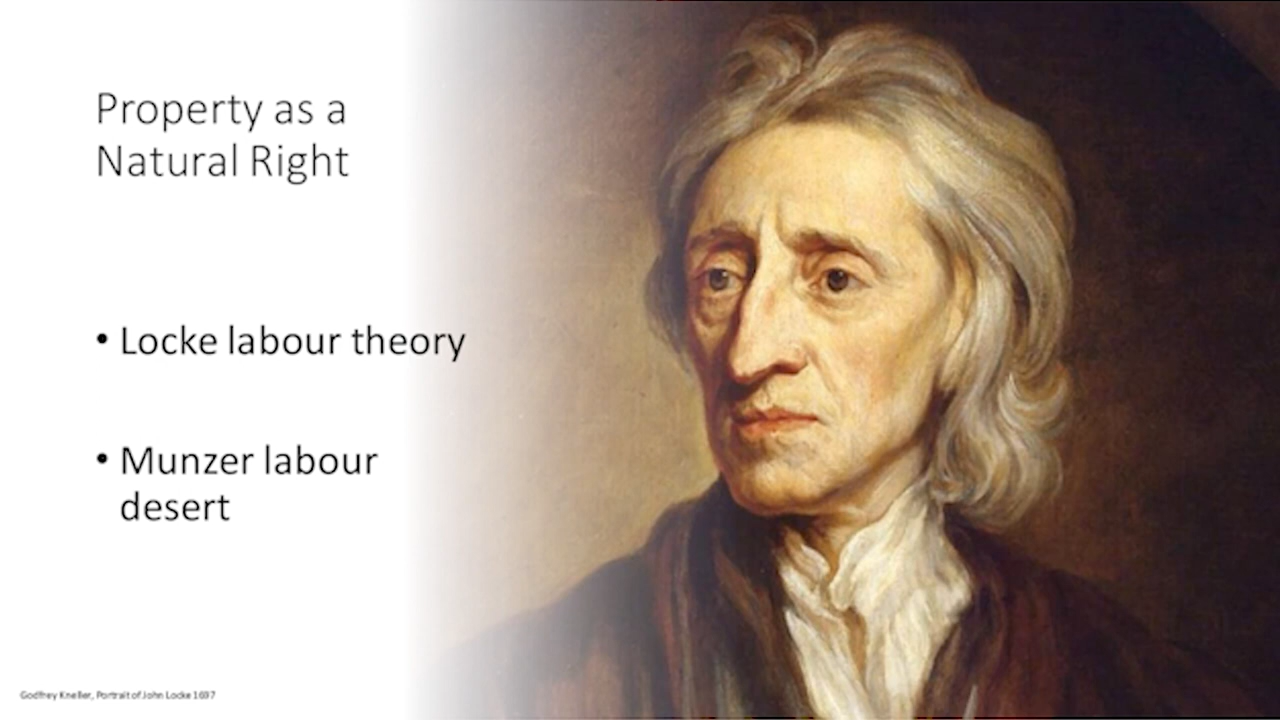 Property as a
Natural Right
• Locke labour theory
• Munzer labour
desert
Godfrey Kneller, Portrait of John Locke 1697